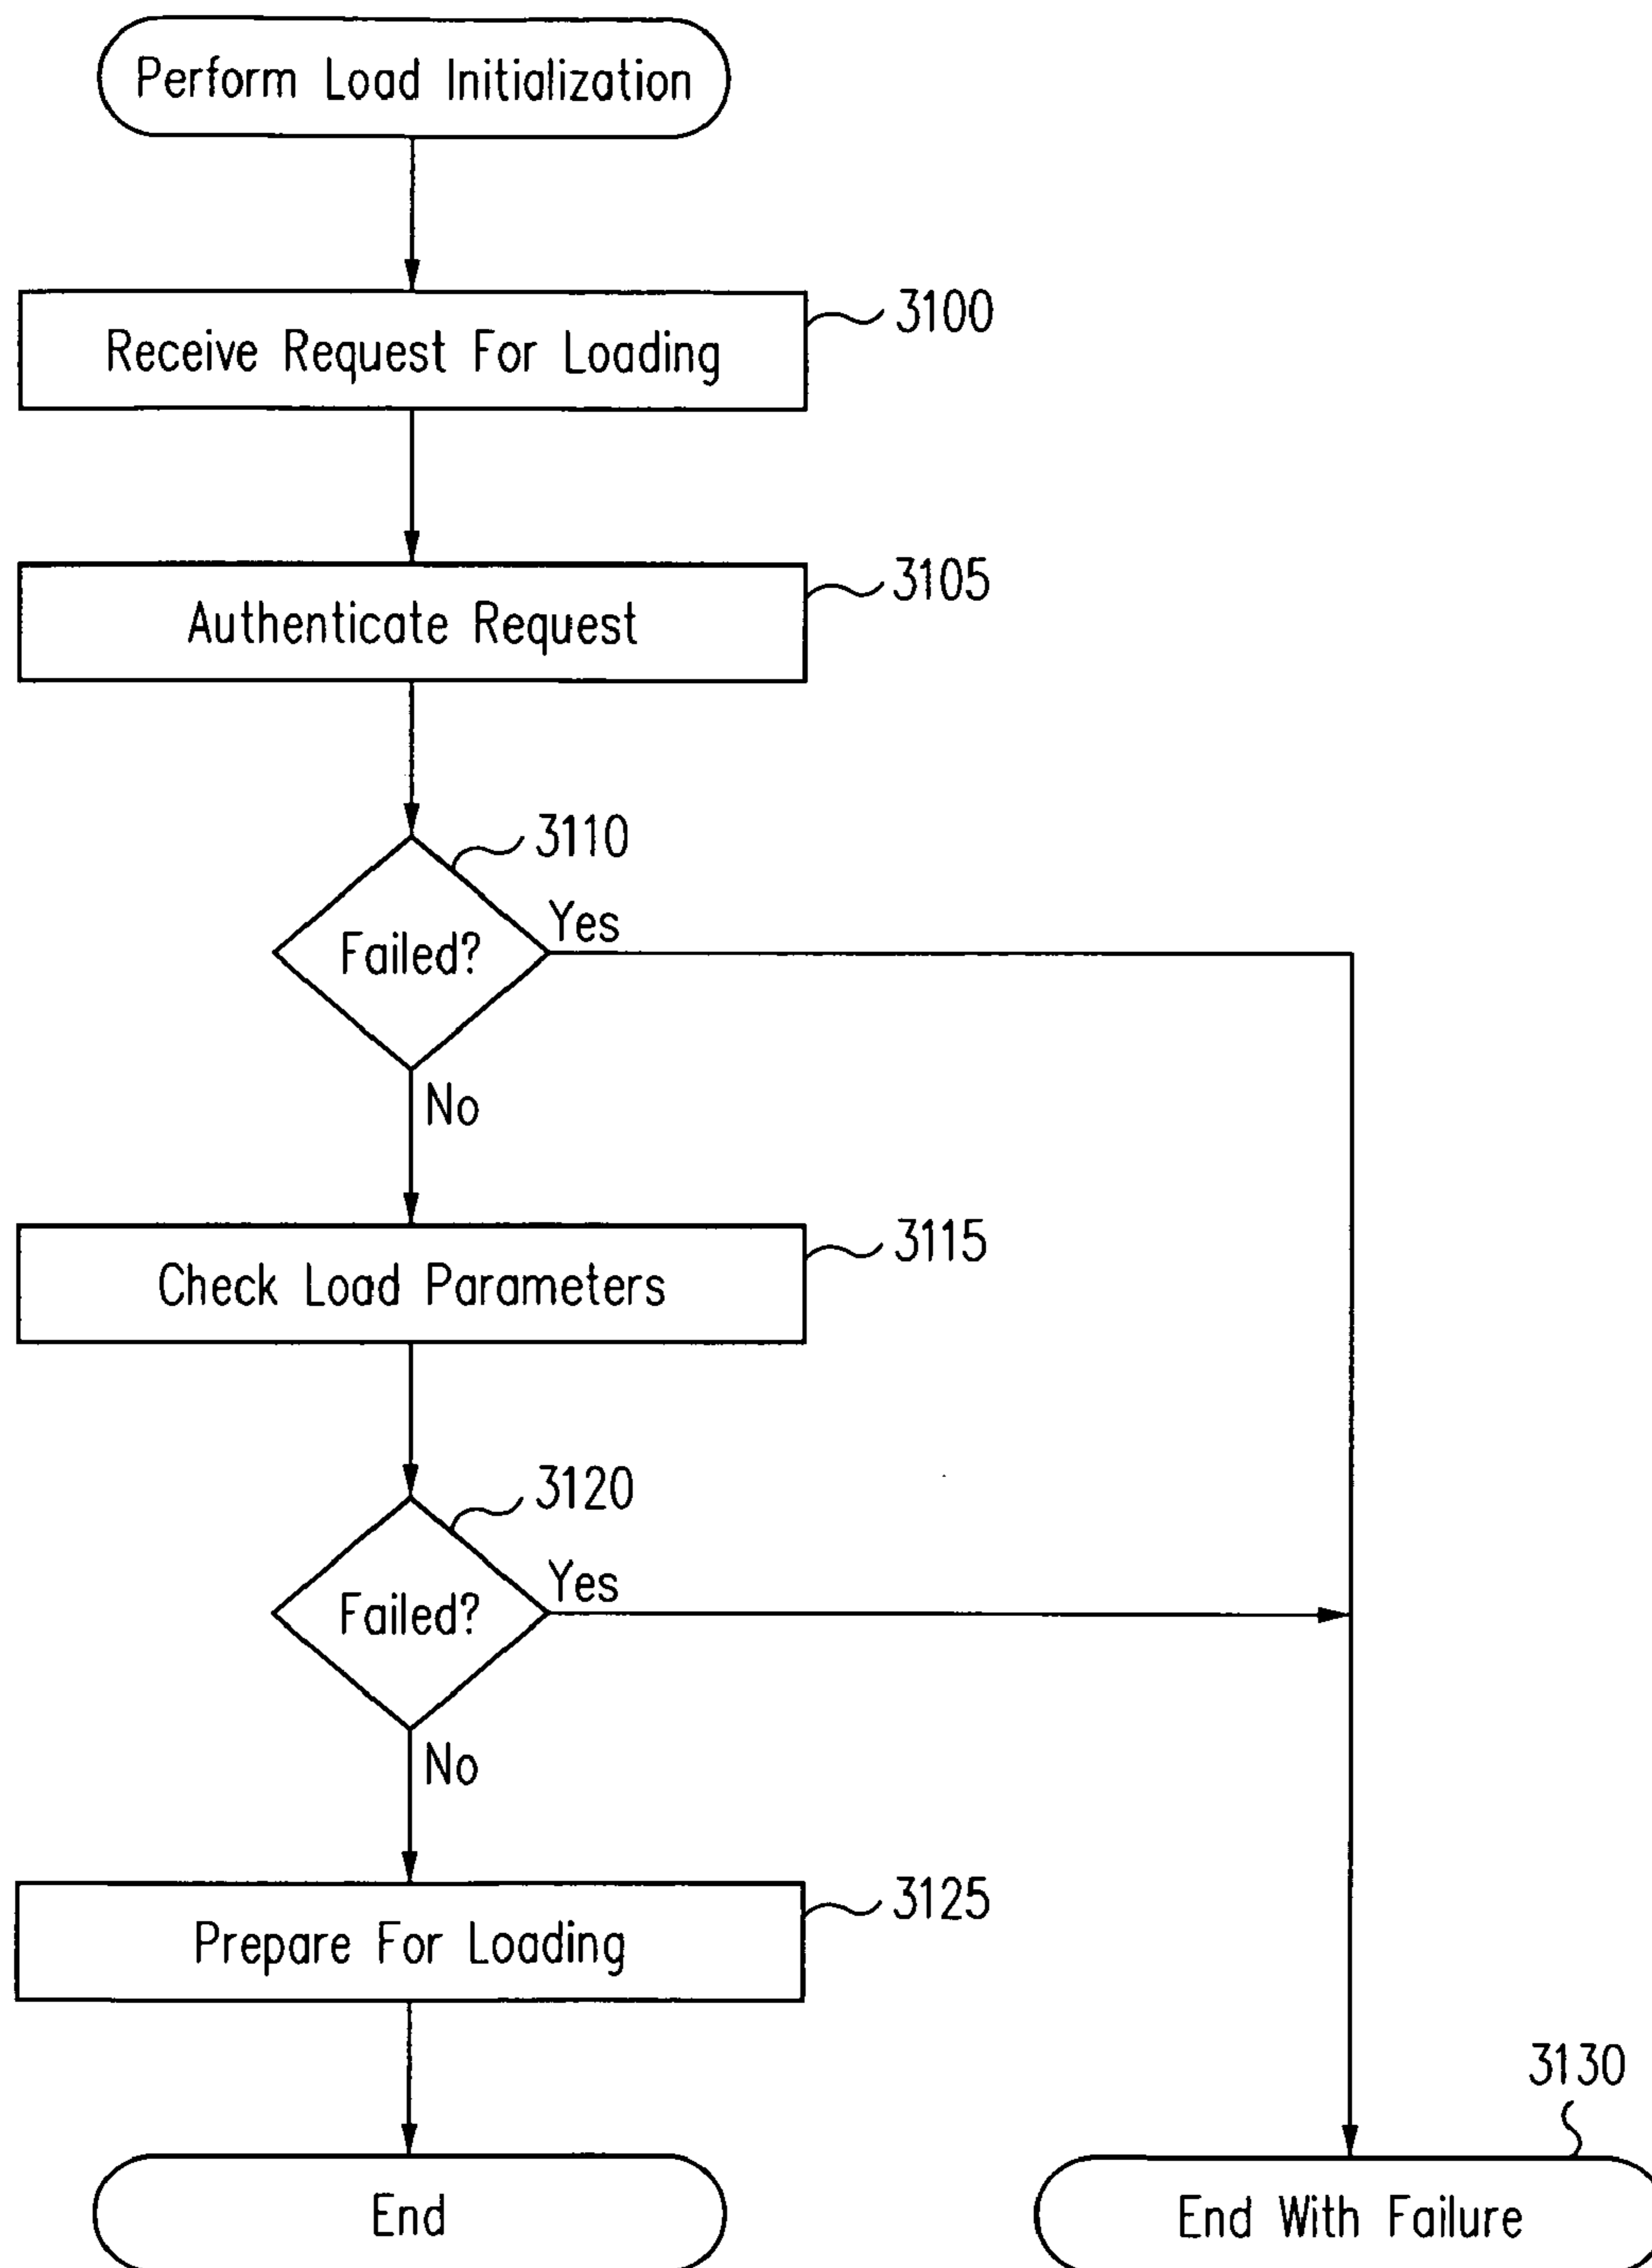 Perform Load Initialization
Receive Request For Loading
3100
Authenticate Request
3105
3110
Failed?
Yes
No
Check Load Parameters
3115
3120
Failed?
Yes
No
Prepare For Loading
3125
3130
End
End With Failure